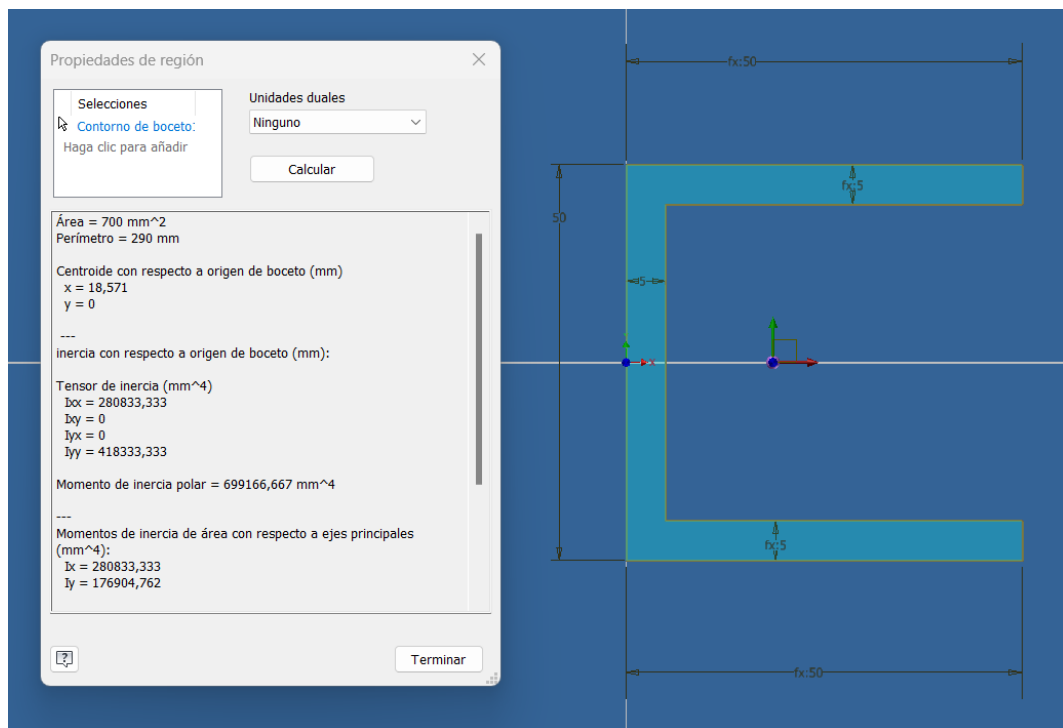 Propiedades de región
Selecciones
Contorno de boceto:
Haga clic para añadir
Unidades duales
Ninguno
Calcular
Área = 700 mm^2
Perímetro = 290 mm
Centroide con respecto a origen de boceto (mm)
x = 18,571
y = 0
---
inercia con respecto a origen de boceto (mm):
Tensor de inercia (mm^4)
Ixx = 280833,333
Ixy = 0
Iyx = 0
Iyy = 418333,333
Momento de inercia polar = 699166,667 mm^4
---
Momentos de inercia de área con respecto a ejes principales
(mm^4):
Ix = 280833,333
Iy = 176904,762
?
Terminar
fx:50
fx:5
50
5
x
fx:5
fx:50